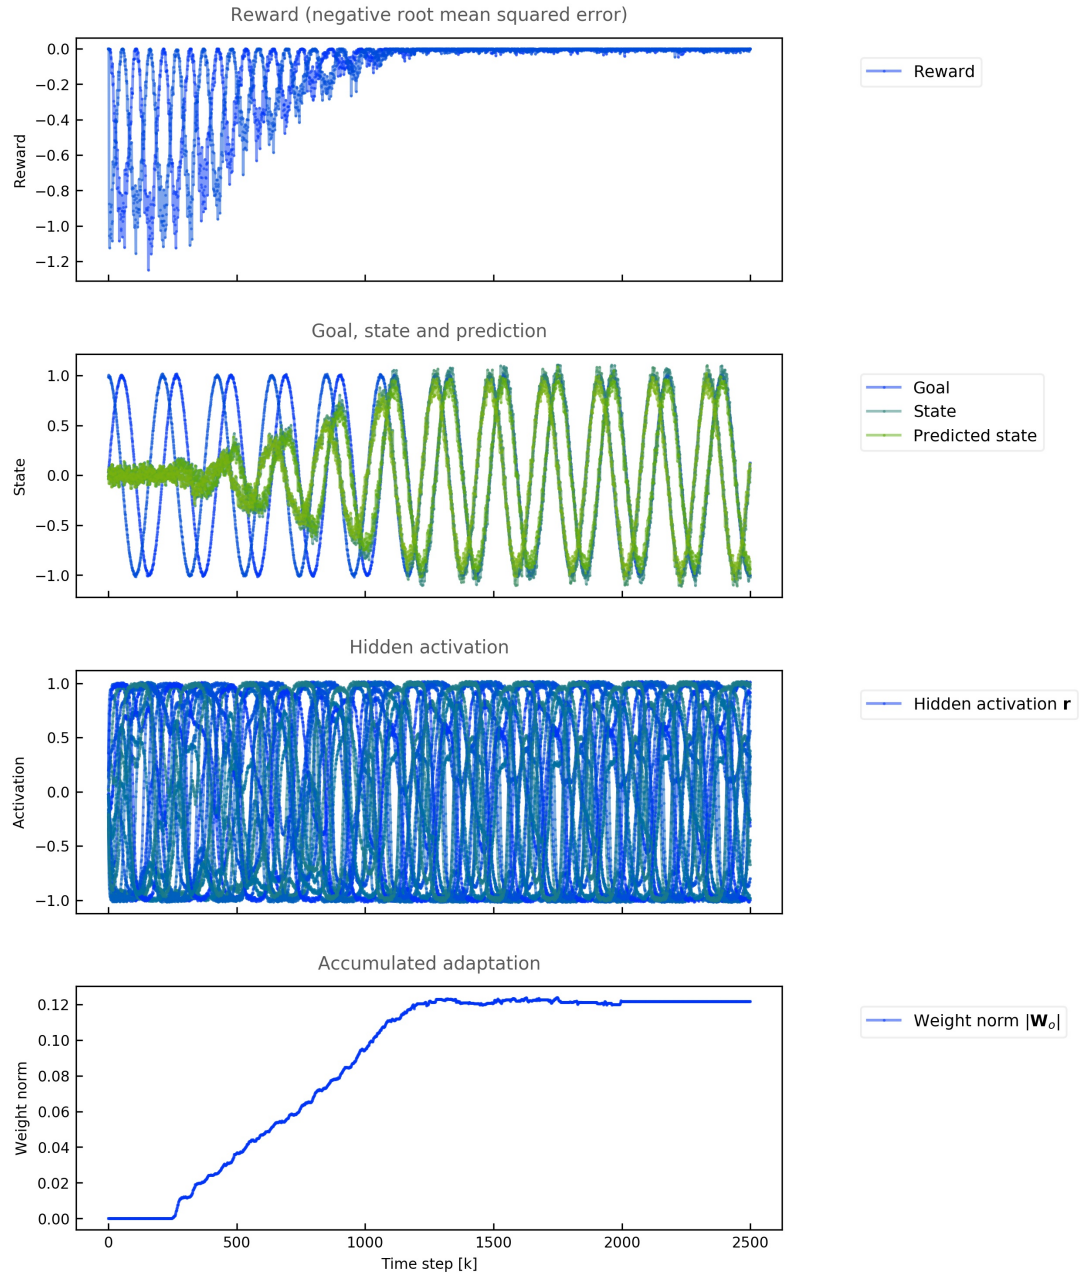 Reward (negative root mean squared error)
0.0
−0.2
−0.4
−0.6
−0.8
−1.0
−1.2
Reward
Reward
Goal, state and prediction
1.0
0.5
0.0
−0.5
−1.0
State
Goal
State
Predicted state
Hidden activation
1.0
0.5
0.0
−0.5
−1.0
Activation
Hidden activation r
Accumulated adaptation
0.12
0.10
0.08
0.06
0.04
0.02
0.00
Weight norm
Weight norm |Wₒ|
0 500 1000 1500 2000 2500
Time step [k]